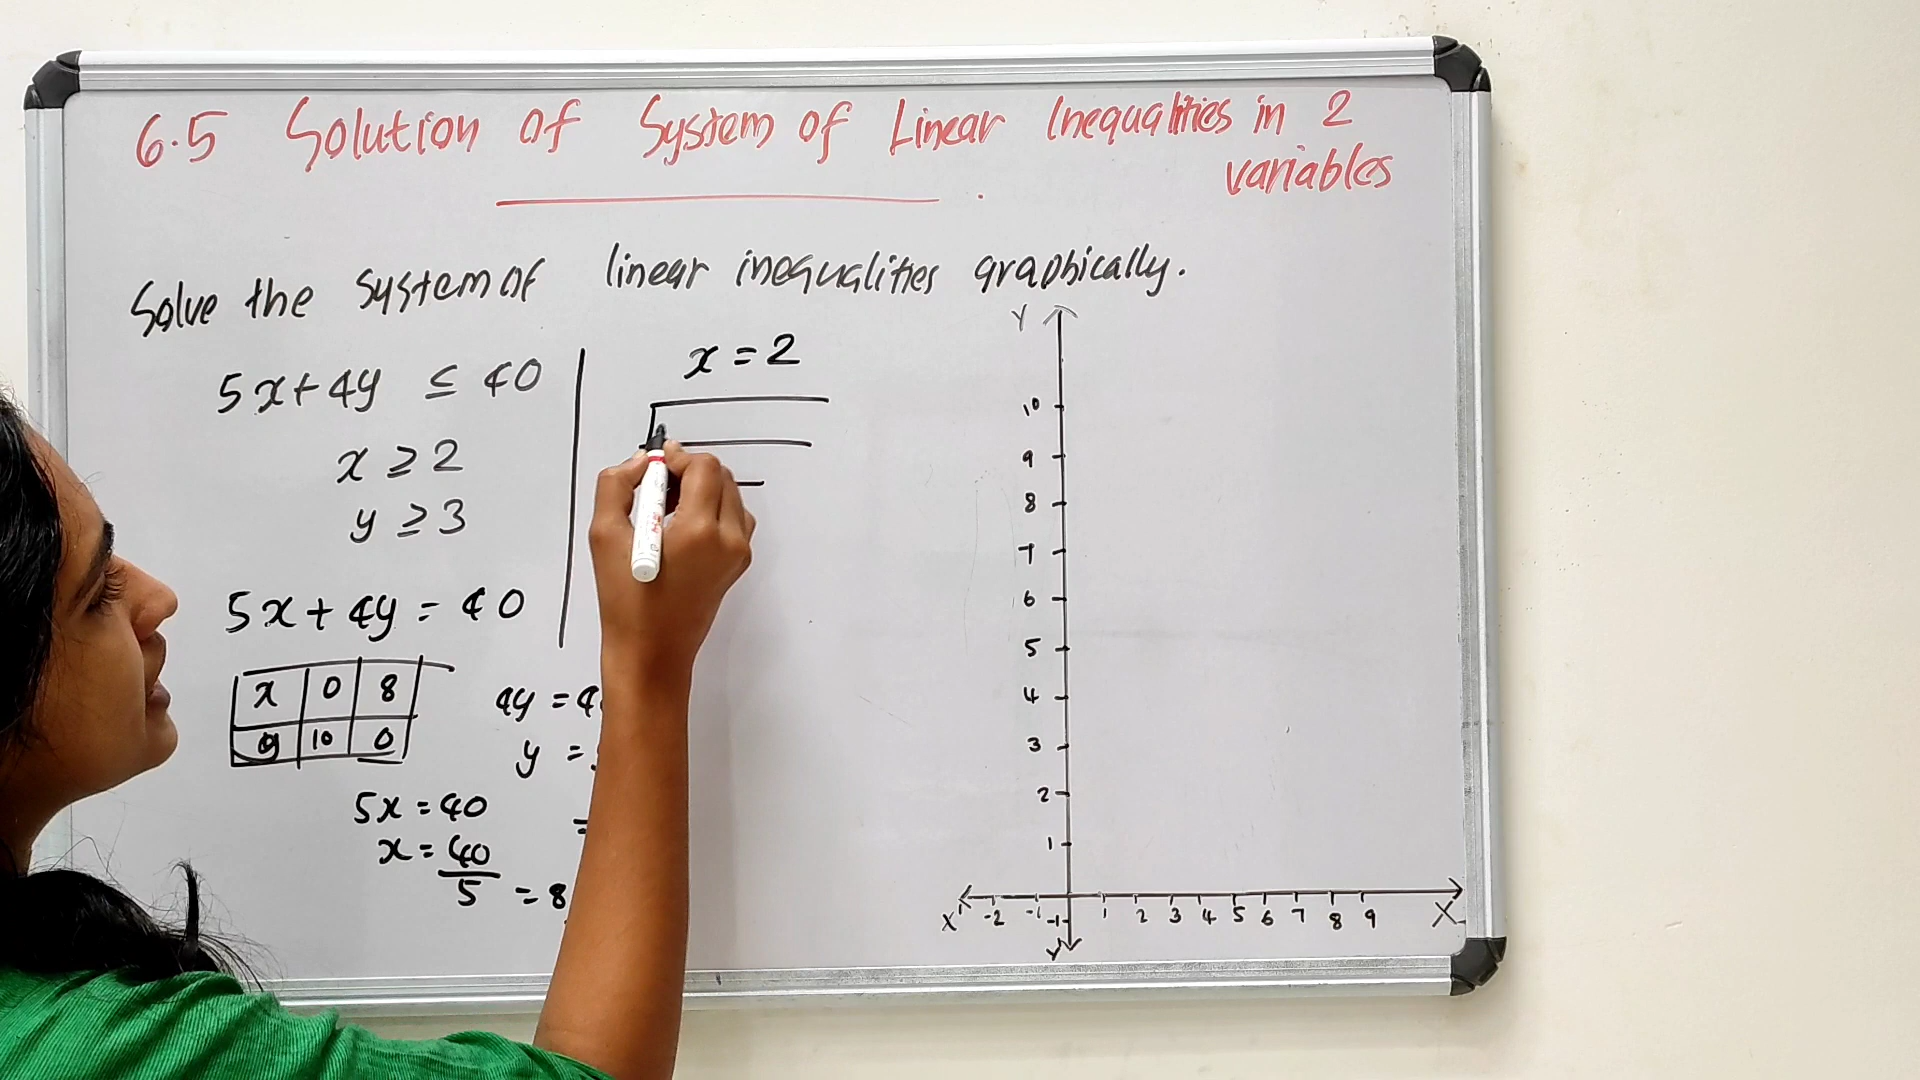 6.5 Solution of System of Linear Inequalities in 2
variables
Solve the system of linear inequalities graphically.
5x+4y ≤ 40
x ≥ 2
y ≥ 3
5x + 4y = 40
x 0 8
y 10 0
4y = 4
y =
5x = 40
x = 40/5 = 8
=
x = 2
Y
10
9
8
7
6
5
4
3
2
1
X' -2 -1 1 2 3 4 5 6 7 8 9 X
-1
Y'